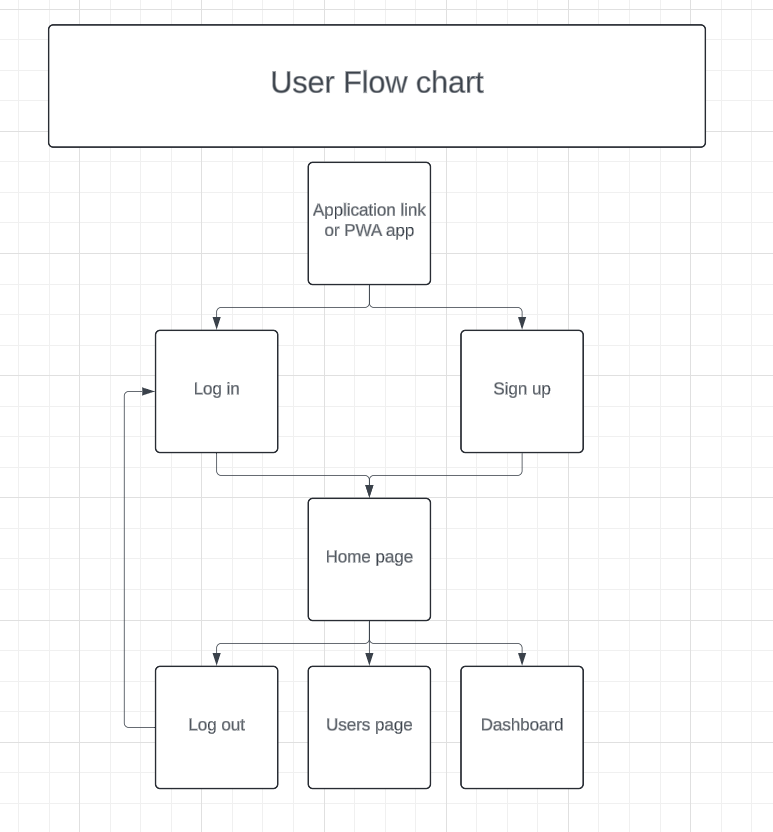 User Flow chart
Application link
or PWA app
Log in
Sign up
Home page
Log out
Users page
Dashboard